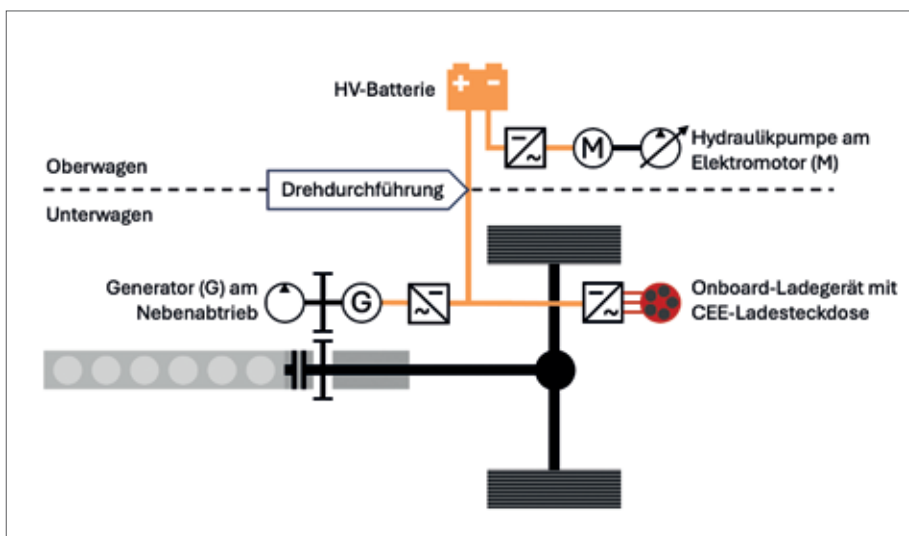 HV-Batterie
Hydraulikpumpe am
Elektromotor (M)
M
Oberwagen
Drehdurchführung
Unterwagen
Generator (G) am
Nebenabtrieb
G
Onboard-Ladegerät mit
CEE-Ladesteckdose